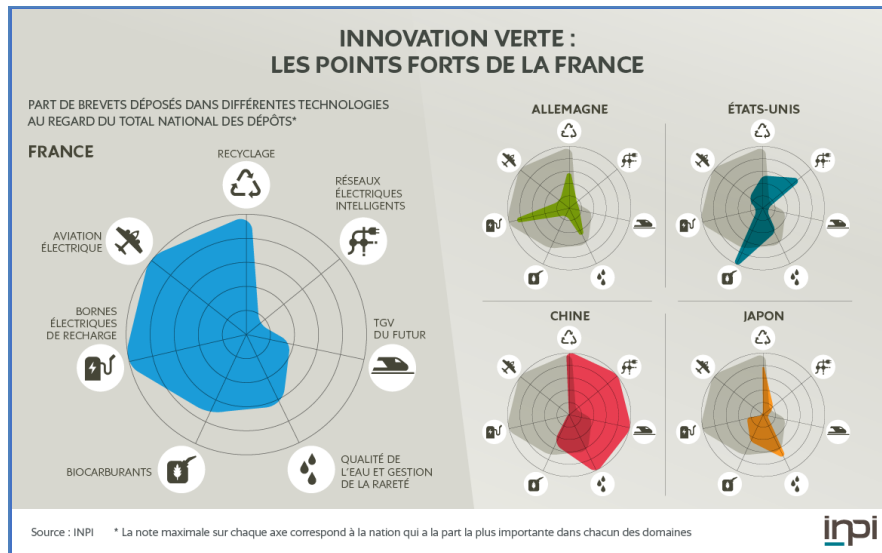 INNOVATION VERTE :
LES POINTS FORTS DE LA FRANCE
PART DE BREVETS DÉPOSÉS DANS DIFFÉRENTES TECHNOLOGIES
AU REGARD DU TOTAL NATIONAL DES DÉPÔTS*
FRANCE
RECYCLAGE
RÉSEAUX
ÉLECTRIQUES
INTELLIGENTS
AVIATION
ÉLECTRIQUE
BORNES
ÉLECTRIQUES
DE RECHARGE
TGV
DU FUTUR
BIOCARBURANTS
QUALITÉ DE
L'EAU ET GESTION
DE LA RARETÉ
ALLEMAGNE
ÉTATS-UNIS
CHINE
JAPON
Source : INPI * La note maximale sur chaque axe correspond à la nation qui a la part la plus importante dans chacun des domaines
inpi